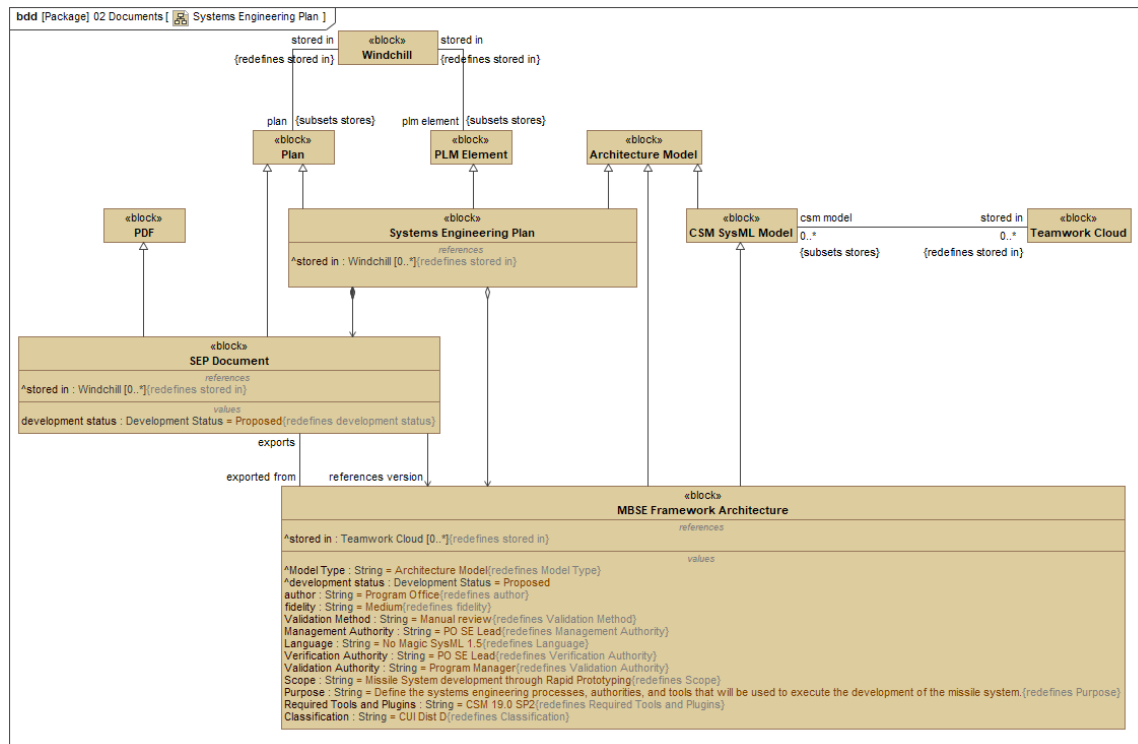 bdd [Package] 02 Documents [ Systems Engineering Plan ]
stored in
«block»
Windchill
stored in
{redefines stored in}
{redefines stored in}
plan
{subsets stores}
plm element
{subsets stores}
«block»
Plan
«block»
PLM Element
«block»
Architecture Model
«block»
PDF
«block»
Systems Engineering Plan
references
^stored in : Windchill [0..*]{redefines stored in}
«block»
CSM SysML Model
csm model
0..*
{subsets stores}
stored in
0..*
{redefines stored in}
«block»
Teamwork Cloud
«block»
SEP Document
references
^stored in : Windchill [0..*]{redefines stored in}
values
development status : Development Status = Proposed{redefines development status}
exports
exported from
references version
«block»
MBSE Framework Architecture
references
^stored in : Teamwork Cloud [0..*]{redefines stored in}
values
^Model Type : String = Architecture Model{redefines Model Type}
^development status : Development Status = Proposed
author : String = Program Office{redefines author}
fidelity : String = Medium{redefines fidelity}
Validation Method : String = Manual review{redefines Validation Method}
Management Authority : String = PO SE Lead{redefines Management Authority}
Language : String = No Magic SysML 1.5{redefines Language}
Verification Authority : String = PO SE Lead{redefines Verification Authority}
Validation Authority : String = Program Manager{redefines Validation Authority}
Scope : String = Missile System development through Rapid Prototyping{redefines Scope}
Purpose : String = Define the systems engineering processes, authorities, and tools that will be used to execute the development of the missile system.{redefines Purpose}
Required Tools and Plugins : String = CSM 19.0 SP2{redefines Required Tools and Plugins}
Classification : String = CUI Dist D{redefines Classification}